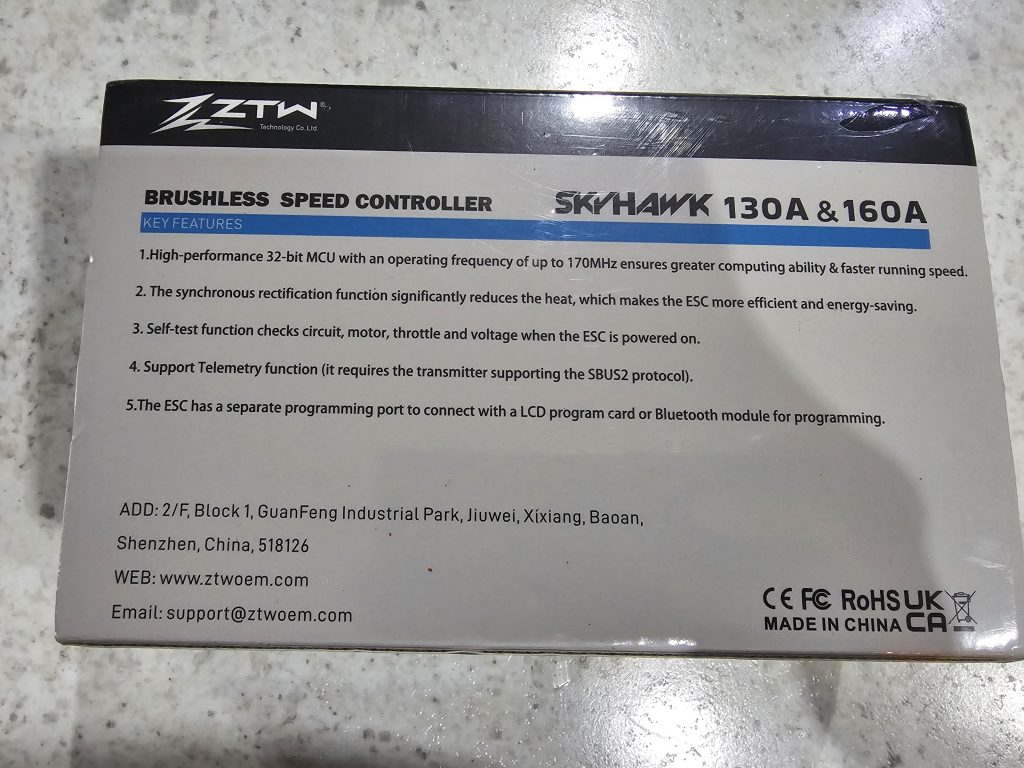 ZTW®
Technology Co.,Ltd.
BRUSHLESS SPEED CONTROLLER SKYHAWK 130A & 160A
KEY FEATURES
1.High-performance 32-bit MCU with an operating frequency of up to 170MHz ensures greater computing ability & faster running speed.
2. The synchronous rectification function significantly reduces the heat, which makes the ESC more efficient and energy-saving.
3. Self-test function checks circuit, motor, throttle and voltage when the ESC is powered on.
4. Support Telemetry function (it requires the transmitter supporting the SBUS2 protocol).
5.The ESC has a separate programming port to connect with a LCD program card or Bluetooth module for programming.
ADD: 2/F, Block 1, GuanFeng Industrial Park, Jiuwei, Xixiang, Baoan,
Shenzhen, China, 518126
WEB: www.ztwoem.com
Email: support@ztwoem.com
CE FC RoHS UK
MADE IN CHINA CA